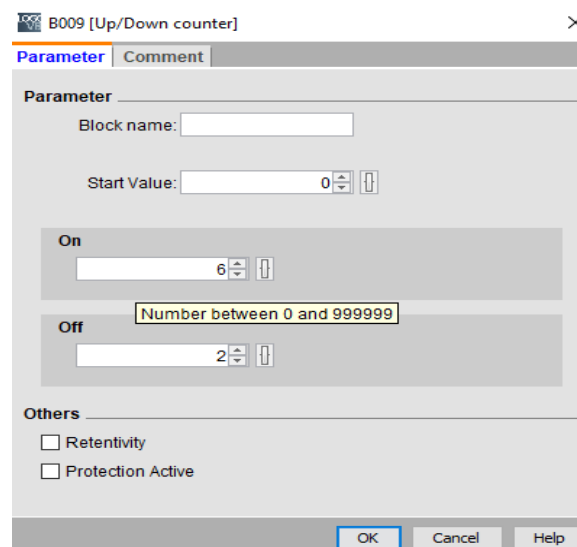 B009 [Up/Down counter]
Parameter Comment
Parameter
Block name:
Start Value: 0
On
6
Number between 0 and 999999
Off
2
Others
Retentivity
Protection Active
OK Cancel Help